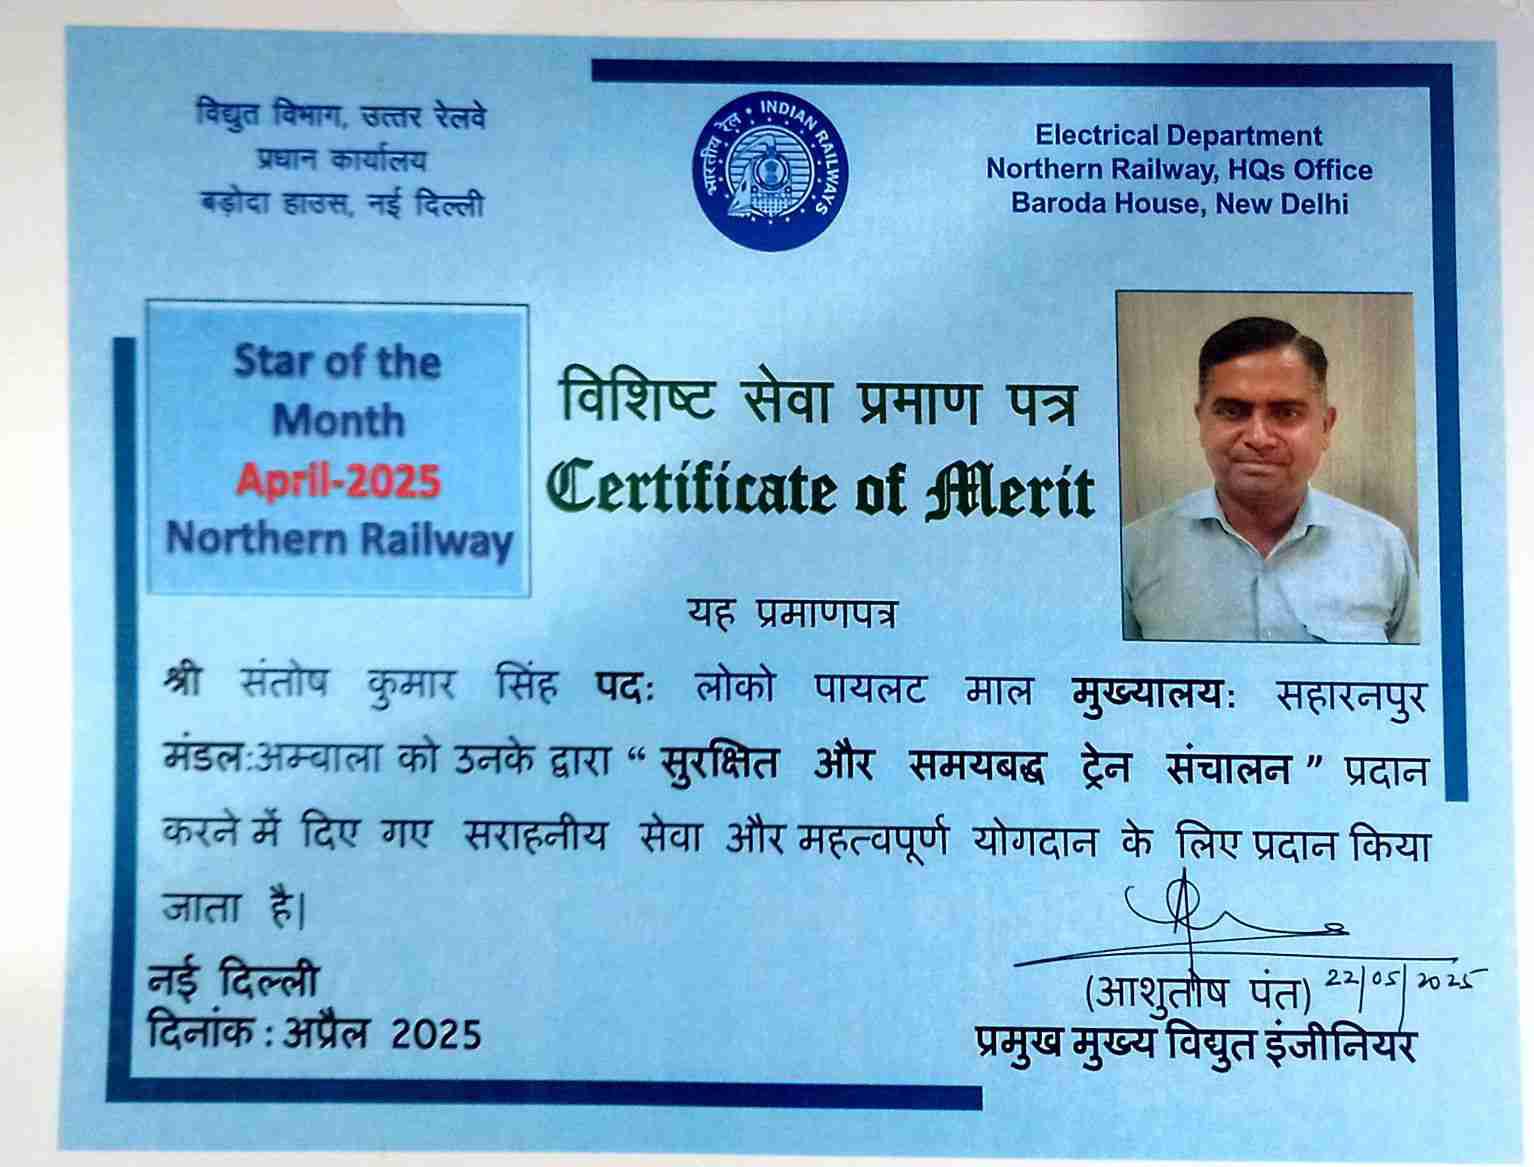 विद्युत विभाग, उत्तर रेलवे
प्रधान कार्यालय
बड़ोदा हाउस, नई दिल्ली
भारतीय रेल • INDIAN RAILWAYS
Electrical Department
Northern Railway, HQs Office
Baroda House, New Delhi
Star of the
Month
April-2025
Northern Railway
विशिष्ट सेवा प्रमाण पत्र
Certificate of Merit
यह प्रमाणपत्र
श्री संतोष कुमार सिंह पद: लोको पायलट माल मुख्यालय: सहारनपुर
मंडल:अम्वाला को उनके द्वारा “ सुरक्षित और समयबद्ध ट्रेन संचालन ” प्रदान
करने में दिए गए सराहनीय सेवा और महत्वपूर्ण योगदान के लिए प्रदान किया
जाता है|
नई दिल्ली
दिनांक : अप्रैल 2025
(आशुतोष पंत) 22/05/2025
प्रमुख मुख्य विद्युत इंजीनियर